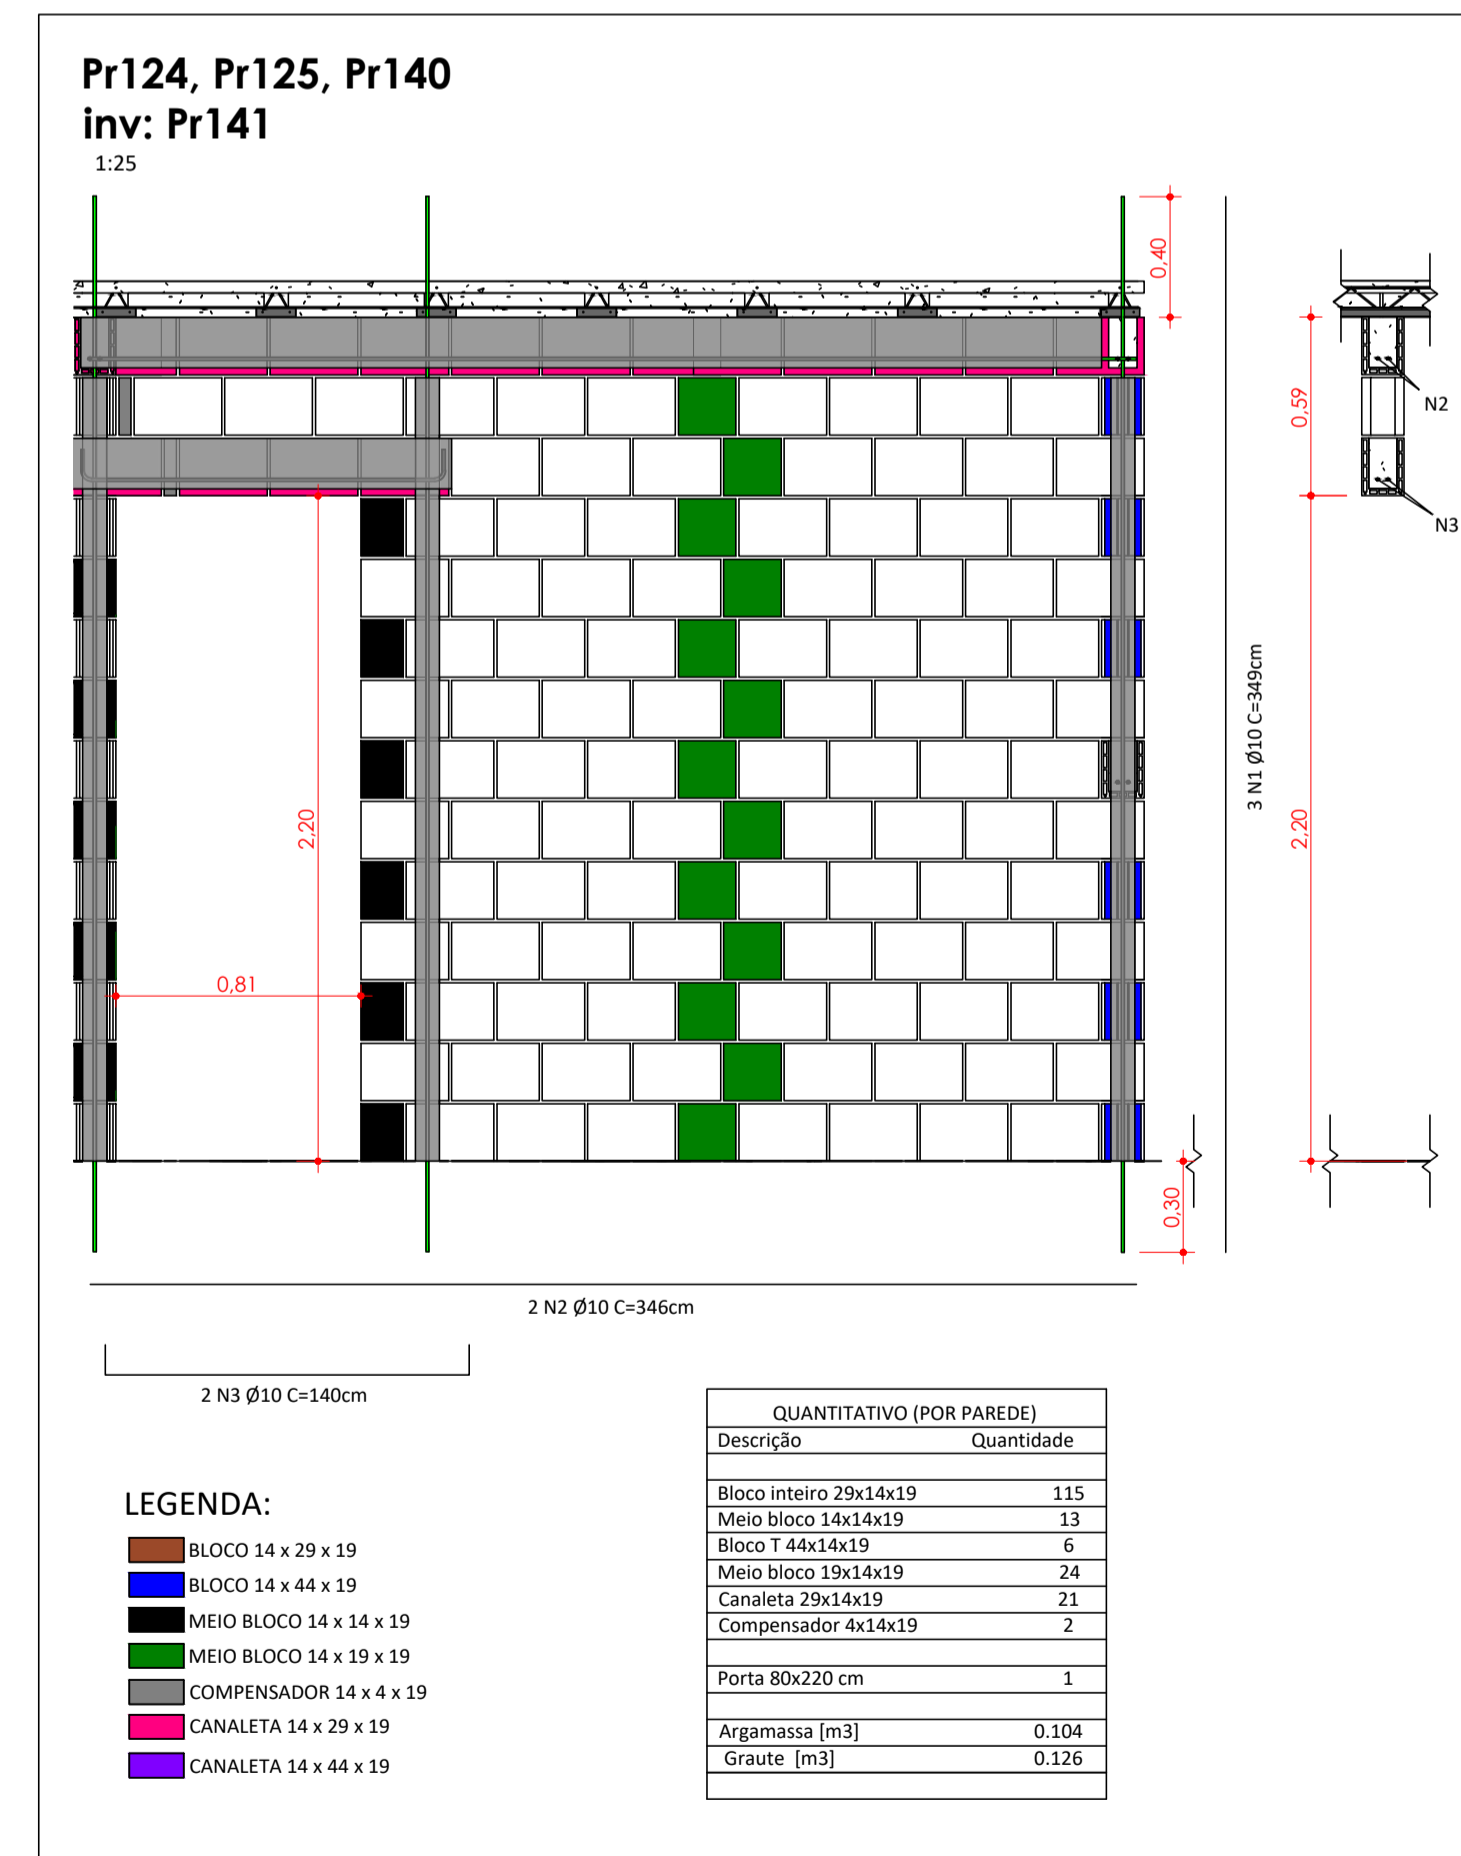 Pr124, Pr125, Pr140
inv: Pr141
1:25
0,40
0,59
N2
N3
2,20
0,81
2,20
3 N1 Ø10 C=349cm
0,30
2 N2 Ø10 C=346cm
2 N3 Ø10 C=140cm
LEGENDA:
BLOCO 14 x 29 x 19
BLOCO 14 x 44 x 19
MEIO BLOCO 14 x 14 x 19
MEIO BLOCO 14 x 19 x 19
COMPENSADOR 14 x 4 x 19
CANALETA 14 x 29 x 19
CANALETA 14 x 44 x 19
QUANTITATIVO (POR PAREDE)
Descrição Quantidade
Bloco inteiro 29x14x19 115
Meio bloco 14x14x19 13
Bloco T 44x14x19 6
Meio bloco 19x14x19 24
Canaleta 29x14x19 21
Compensador 4x14x19 2
Porta 80x220 cm 1
Argamassa [m3] 0.104
Graute [m3] 0.126